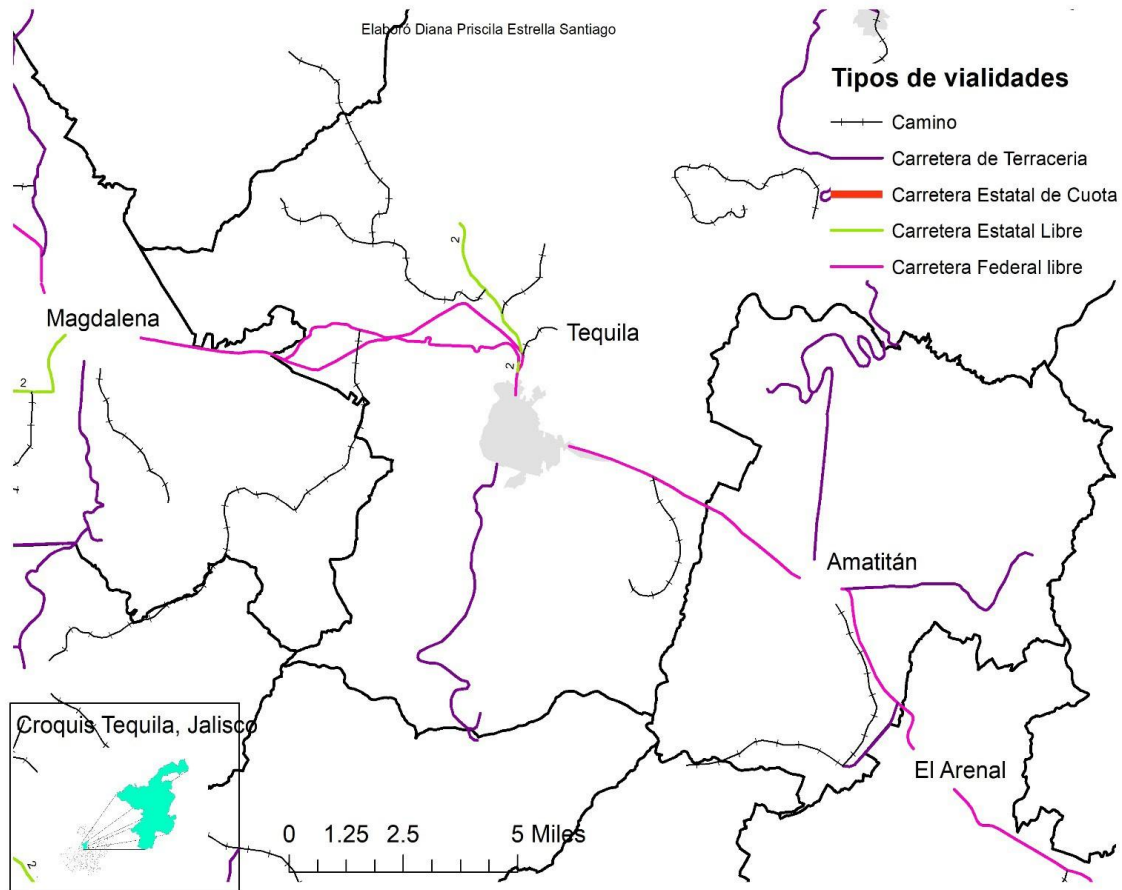 Elaboró Diana Priscila Estrella Santiago
Tipos de vialidades
Camino
Carretera de Terraceria
Carretera Estatal de Cuota
Carretera Estatal Libre
Carretera Federal libre
2
Magdalena
Tequila
2
2
Amatitán
El Arenal
Croquis Tequila, Jalisco
0 1.25 2.5 5 Miles
2